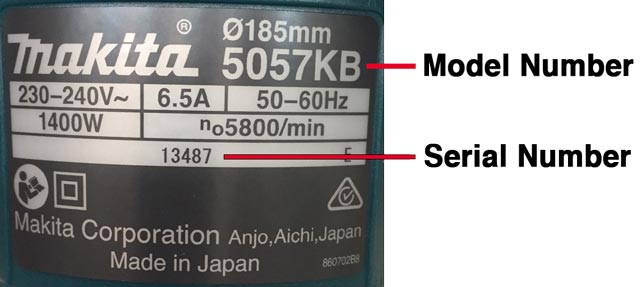 makita® Ø185mm
5057KB
Model Number
230–240V~ 6.5A 50–60Hz
1400W no5800/min
13487 E
Serial Number
Makita Corporation Anjo,Aichi,Japan
Made in Japan 860702B8